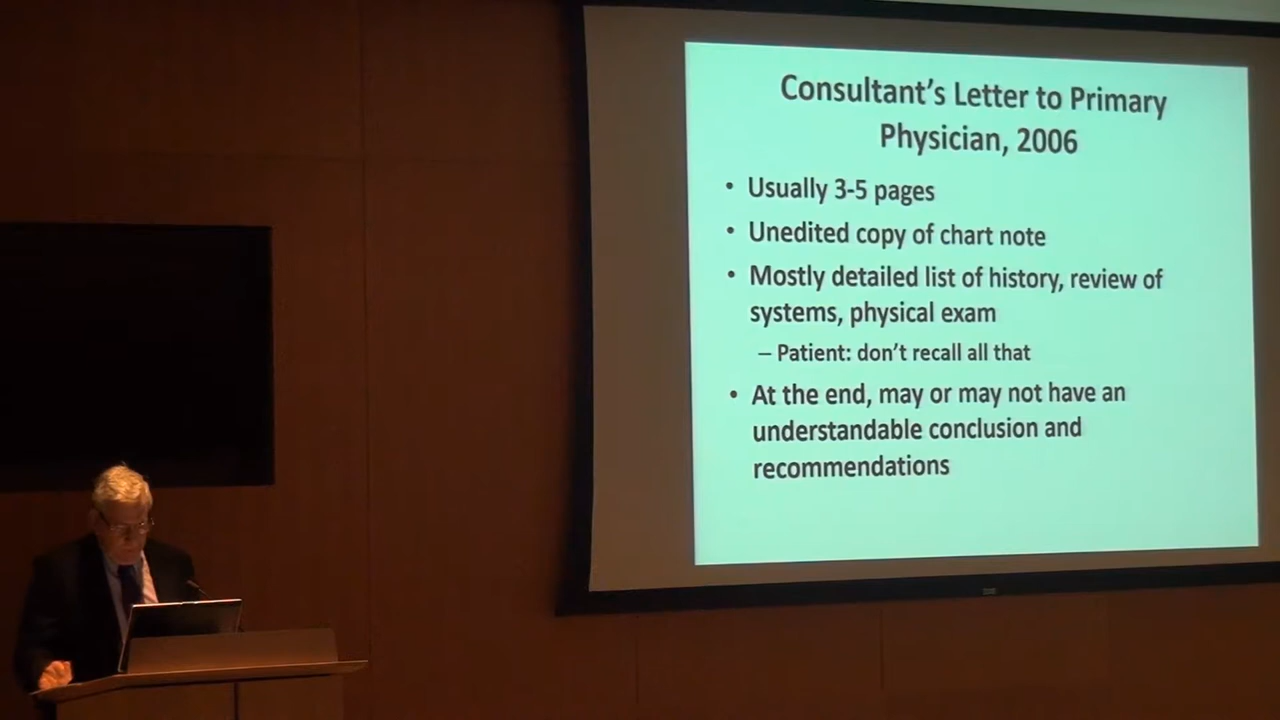 Consultant's Letter to Primary
Physician, 2006
• Usually 3-5 pages
• Unedited copy of chart note
• Mostly detailed list of history, review of
systems, physical exam
– Patient: don't recall all that
• At the end, may or may not have an
understandable conclusion and
recommendations